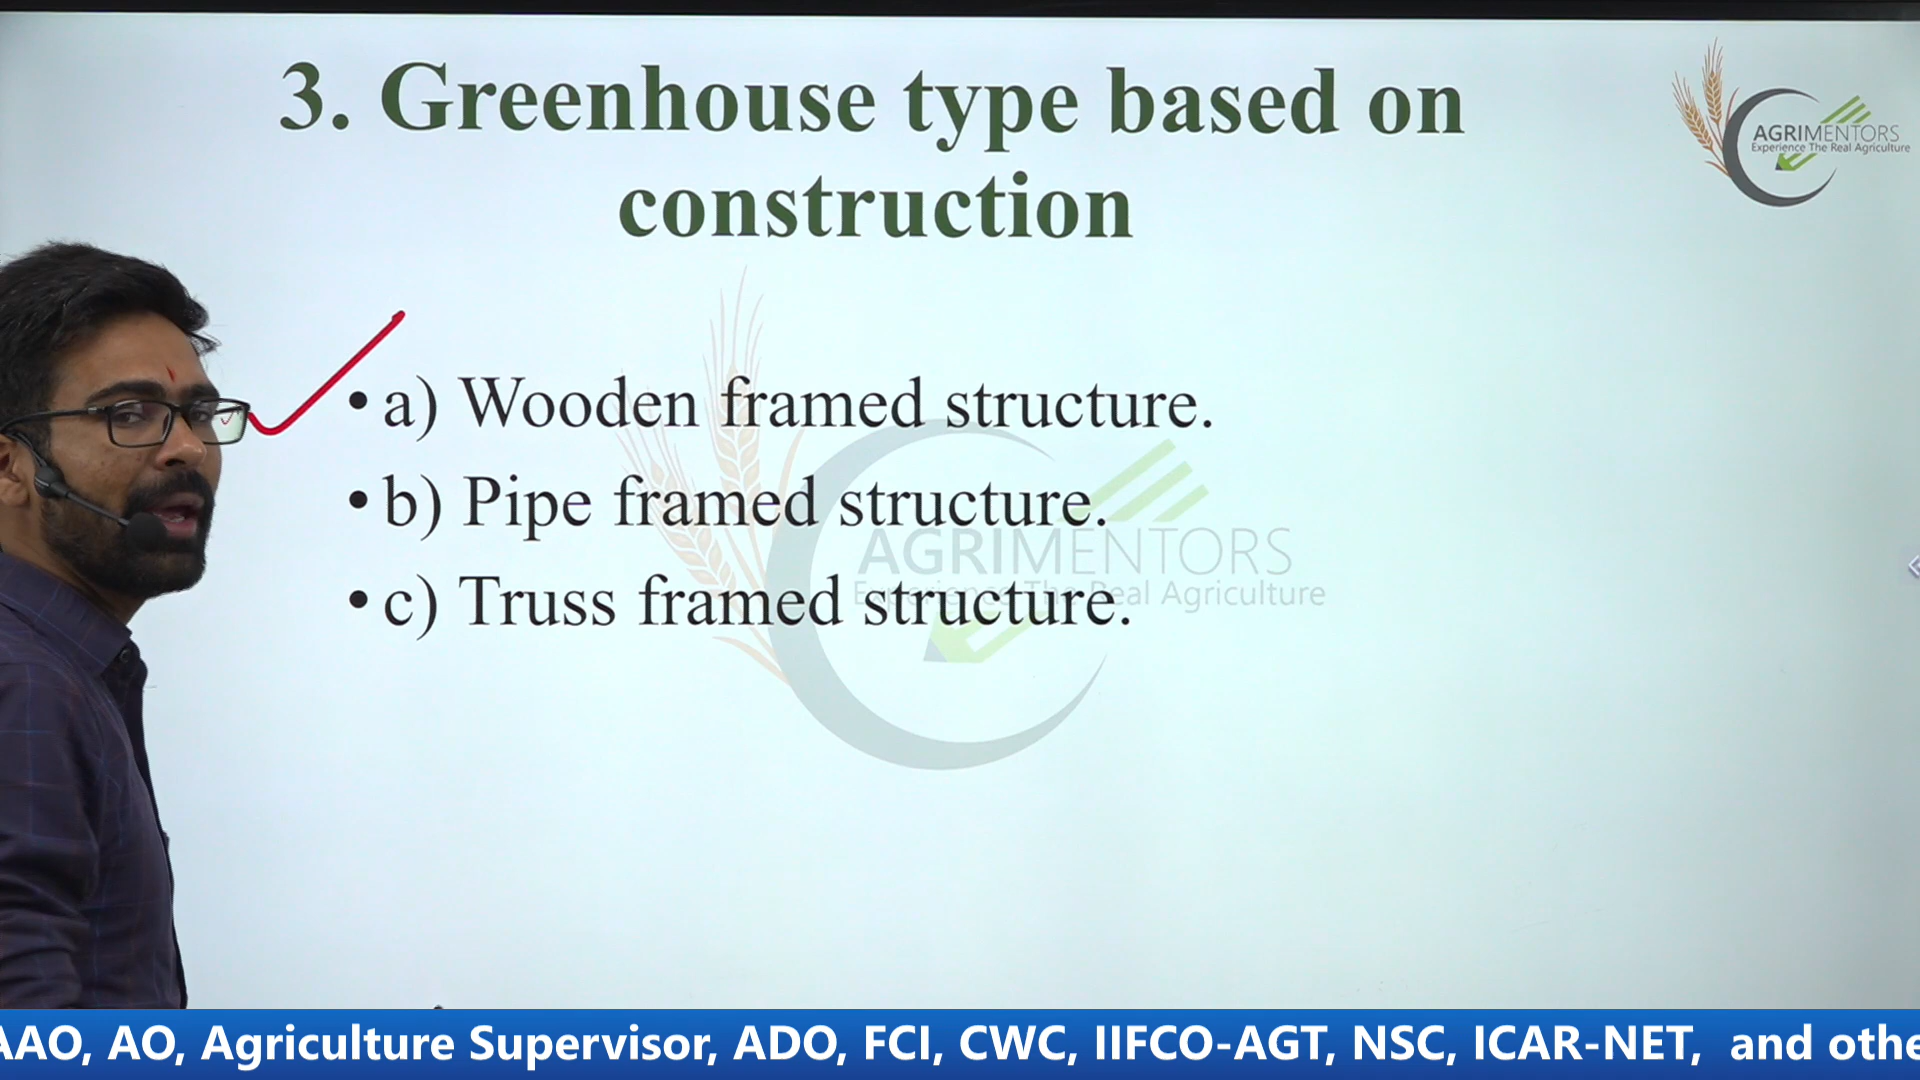 3. Greenhouse type based on
construction
AGRIMENTORS
Experience The Real Agriculture
• a) Wooden framed structure.
• b) Pipe framed structure.
• c) Truss framed structure.
AGRIMENTORS
Experience The Real Agriculture
AAO, AO, Agriculture Supervisor, ADO, FCI, CWC, IIFCO-AGT, NSC, ICAR-NET, and othe